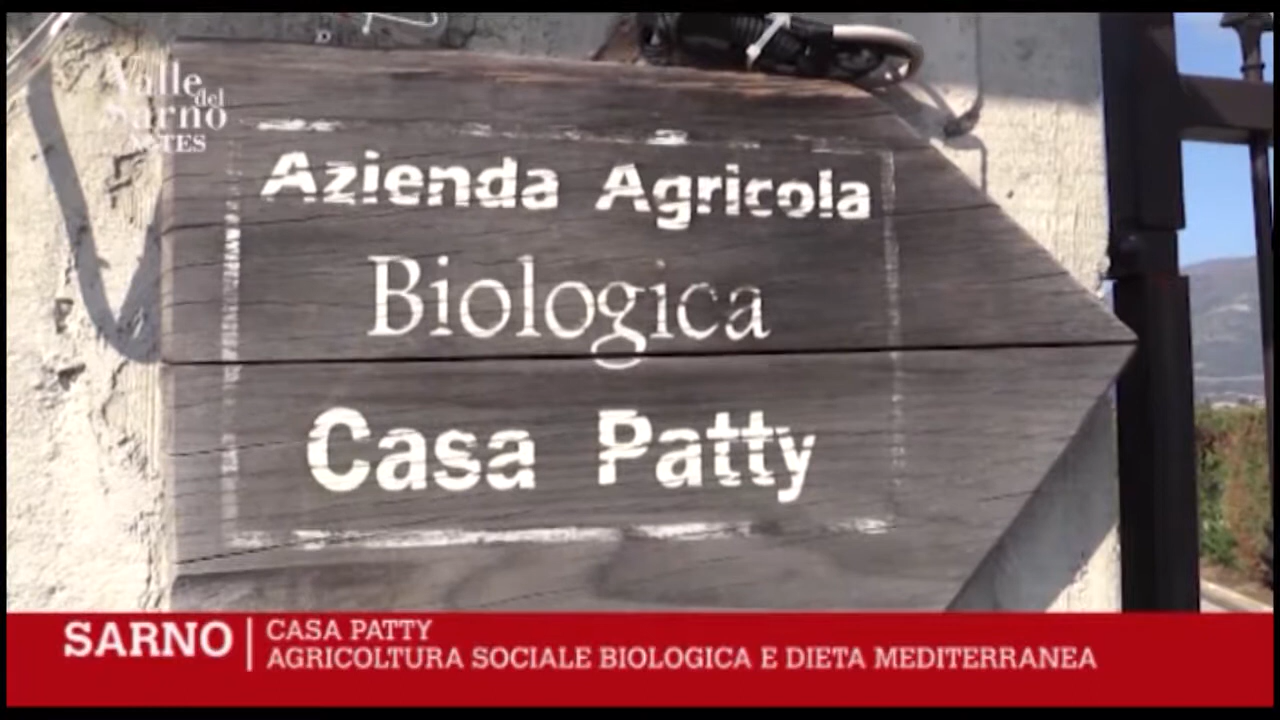 Valle
del
Sarno
NOTES
Azienda Agricola
Biologica
Casa Patty
SARNO
CASA PATTY
AGRICOLTURA SOCIALE BIOLOGICA E DIETA MEDITERRANEA